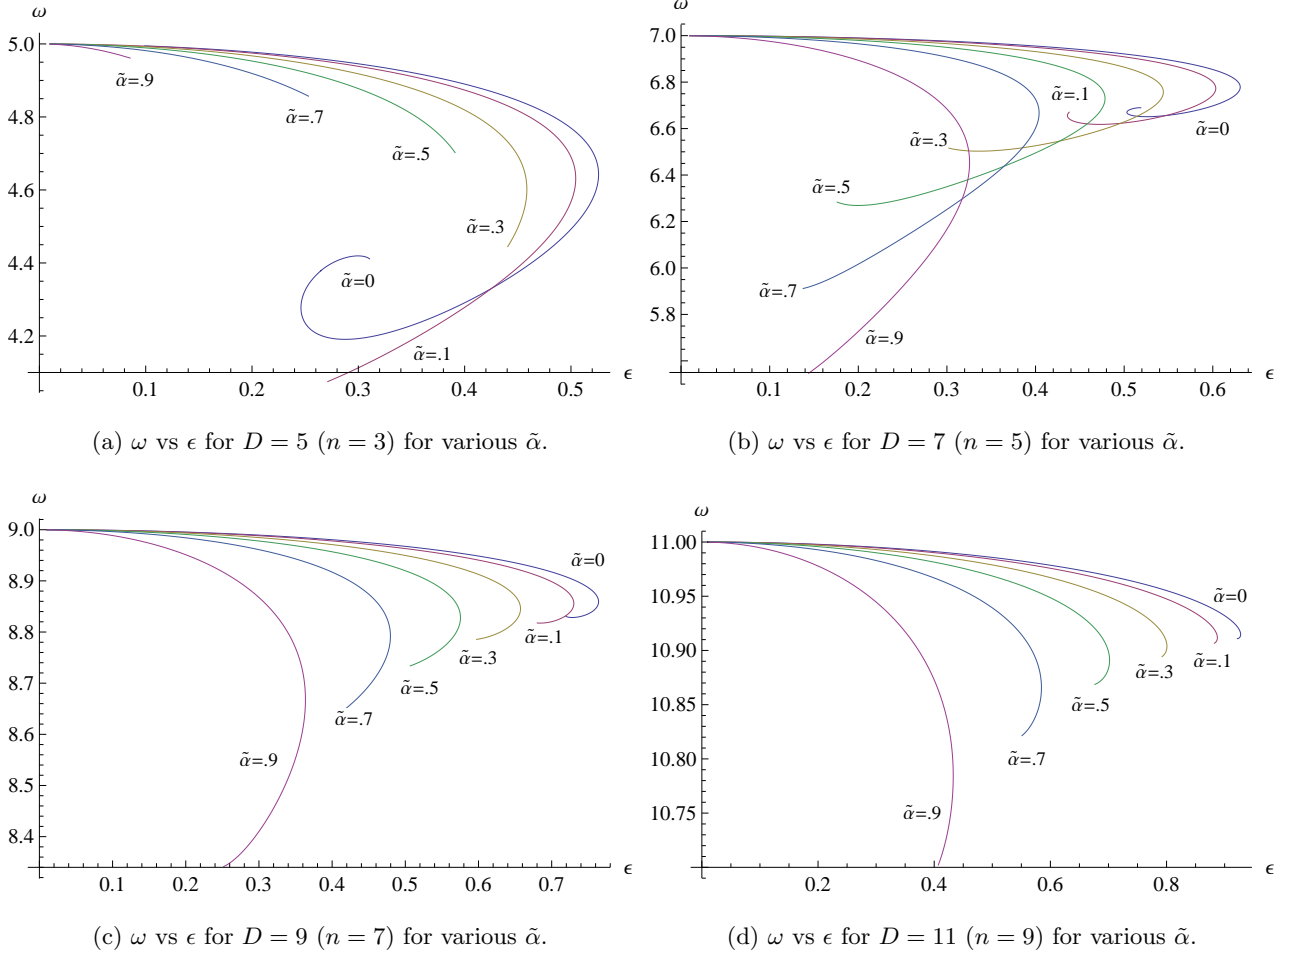 ω
5.0
4.8
4.6
4.4
4.2
0.1 0.2 0.3 0.4 0.5 ϵ
α̃=.9
α̃=.7
α̃=.5
α̃=.3
α̃=0
α̃=.1
(a) ω vs ϵ for D = 5 (n = 3) for various α̃.
ω
7.0
6.8
6.6
6.4
6.2
6.0
5.8
0.1 0.2 0.3 0.4 0.5 0.6 ϵ
α̃=.1
α̃=0
α̃=.3
α̃=.5
α̃=.7
α̃=.9
(b) ω vs ϵ for D = 7 (n = 5) for various α̃.
ω
9.0
8.9
8.8
8.7
8.6
8.5
8.4
0.1 0.2 0.3 0.4 0.5 0.6 0.7 ϵ
α̃=0
α̃=.1
α̃=.3
α̃=.5
α̃=.7
α̃=.9
(c) ω vs ϵ for D = 9 (n = 7) for various α̃.
ω
11.00
10.95
10.90
10.85
10.80
10.75
0.2 0.4 0.6 0.8 ϵ
α̃=0
α̃=.1
α̃=.3
α̃=.5
α̃=.7
α̃=.9
(d) ω vs ϵ for D = 11 (n = 9) for various α̃.